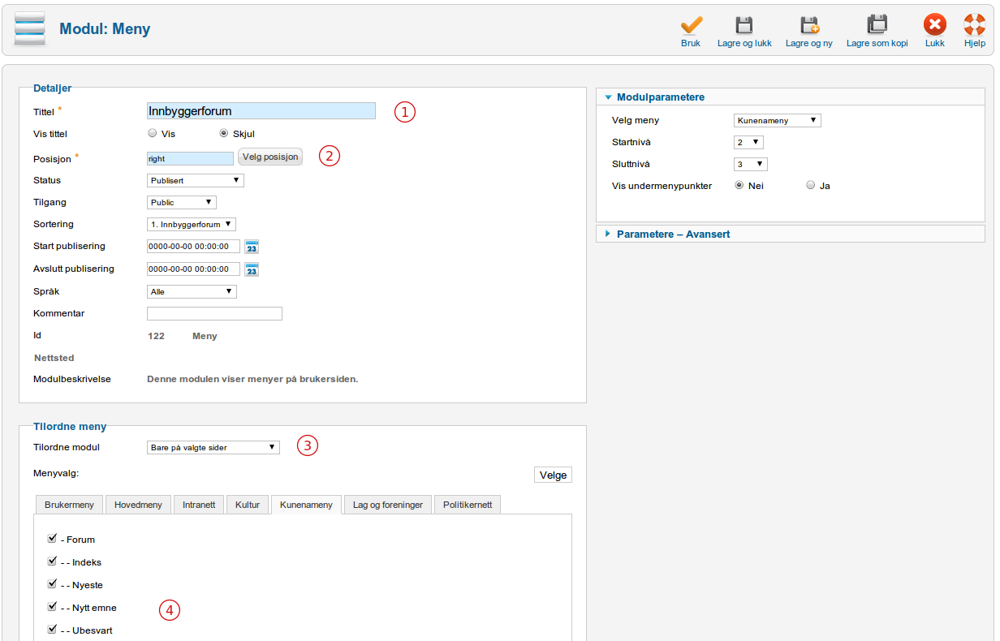 Modul: Meny
Bruk Lagre og lukk Lagre og ny Lagre som kopi Lukk Hjelp
Detaljer
Tittel * Innbyggerforum 1
Vis tittel Vis Skjul
Posisjon * right Velg posisjon 2
Status Publisert
Tilgang Public
Sortering 1. Innbyggerforum
Start publisering 0000-00-00 00:00:00 23
Avslutt publisering 0000-00-00 00:00:00 23
Språk Alle
Kommentar
Id 122 Meny
Nettsted
Modulbeskrivelse Denne modulen viser menyer på brukersiden.
Modulparametere
Velg meny Kunenameny
Startnivå 2
Sluttnivå 3
Vis undermenypunkter Nei Ja
Parametere – Avansert
Tilordne meny
Tilordne modul Bare på valgte sider 3
Menyvalg: Velge
Brukermeny Hovedmeny Intranett Kultur Kunenameny Lag og foreninger Politikernett
- Forum
- - Indeks
- - Nyeste
- - Nytt emne 4
- - Ubesvart